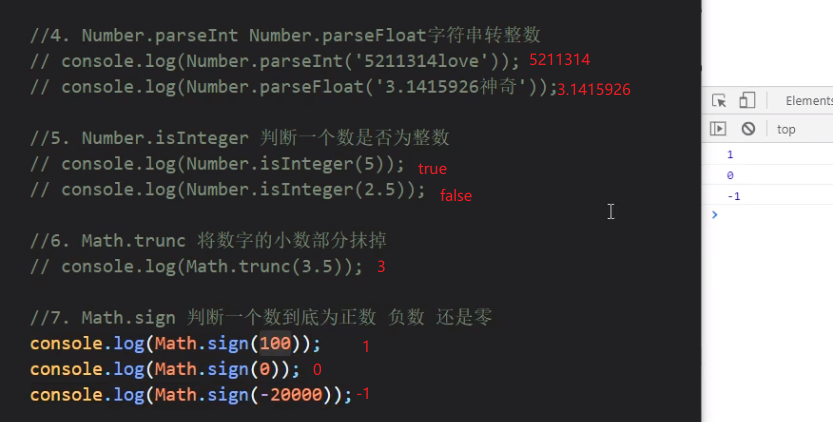 //4. Number.parseInt Number.parseFloat字符串转整数
// console.log(Number.parseInt('5211314love')); 5211314
// console.log(Number.parseFloat('3.1415926神奇'));3.1415926
//5. Number.isInteger 判断一个数是否为整数
// console.log(Number.isInteger(5)); true
// console.log(Number.isInteger(2.5)); false
//6. Math.trunc 将数字的小数部分抹掉
// console.log(Math.trunc(3.5)); 3
//7. Math.sign 判断一个数到底为正数 负数 还是零
console.log(Math.sign(100)); 1
console.log(Math.sign(0)); 0
console.log(Math.sign(-20000)); -1
Elements
top
1
0
-1